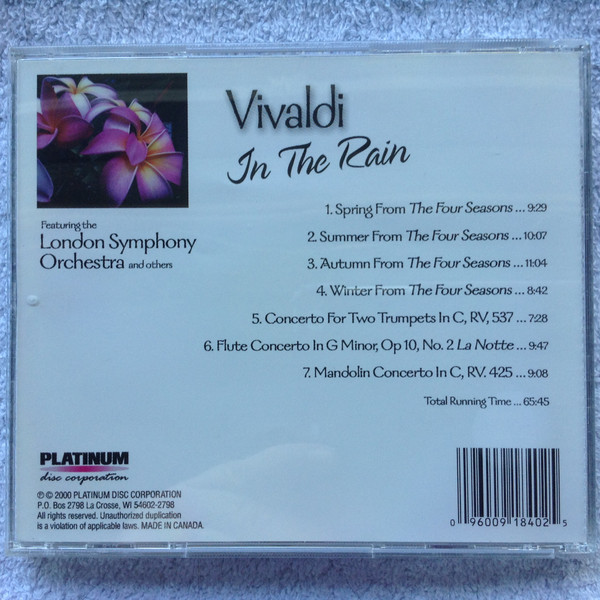 Vivaldi
In The Rain
Featuring the
London Symphony
Orchestra and others
1. Spring From The Four Seasons ... 9:29
2. Summer From The Four Seasons ... 10:07
3. Autumn From The Four Seasons ... 11:04
4. Winter From The Four Seasons ... 8:42
5. Concerto For Two Trumpets In C, RV, 537 ... 7:28
6. Flute Concerto In G Minor, Op 10, No. 2 La Notte ... 9:47
7. Mandolin Concerto In C, RV. 425 ... 9:08
Total Running Time ... 65:45
PLATINUM
disc corporation
℗ © 2000 PLATINUM DISC CORPORATION
P.O. Bos 2798 La Crosse, WI 54602-2798
All rights reserved. Unauthorized duplication
is a violation of applicable laws. MADE IN CANADA.
0 96009 18402 5